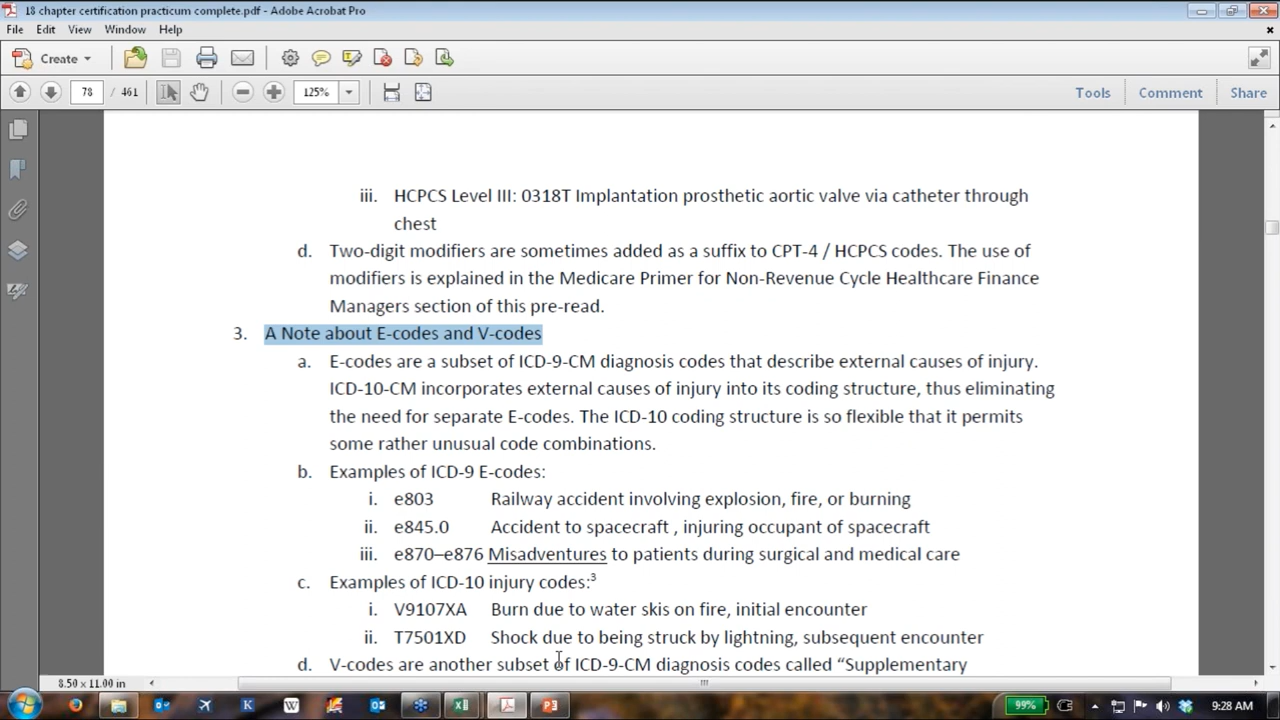 18 chapter certification practicum complete.pdf - Adobe Acrobat Pro
File Edit View Window Help
Create
78 / 461 125% Tools Comment Share
iii. HCPCS Level III: 0318T Implantation prosthetic aortic valve via catheter through
chest
d. Two-digit modifiers are sometimes added as a suffix to CPT-4 / HCPCS codes. The use of
modifiers is explained in the Medicare Primer for Non-Revenue Cycle Healthcare Finance
Managers section of this pre-read.
3. A Note about E-codes and V-codes
a. E-codes are a subset of ICD-9-CM diagnosis codes that describe external causes of injury.
ICD-10-CM incorporates external causes of injury into its coding structure, thus eliminating
the need for separate E-codes. The ICD-10 coding structure is so flexible that it permits
some rather unusual code combinations.
b. Examples of ICD-9 E-codes:
i. e803 Railway accident involving explosion, fire, or burning
ii. e845.0 Accident to spacecraft , injuring occupant of spacecraft
iii. e870–e876 Misadventures to patients during surgical and medical care
c. Examples of ICD-10 injury codes:3
i. V9107XA Burn due to water skis on fire, initial encounter
ii. T7501XD Shock due to being struck by lightning, subsequent encounter
d. V-codes are another subset of ICD-9-CM diagnosis codes called “Supplementary
8.50 x 11.00 in
99% 9:28 AM